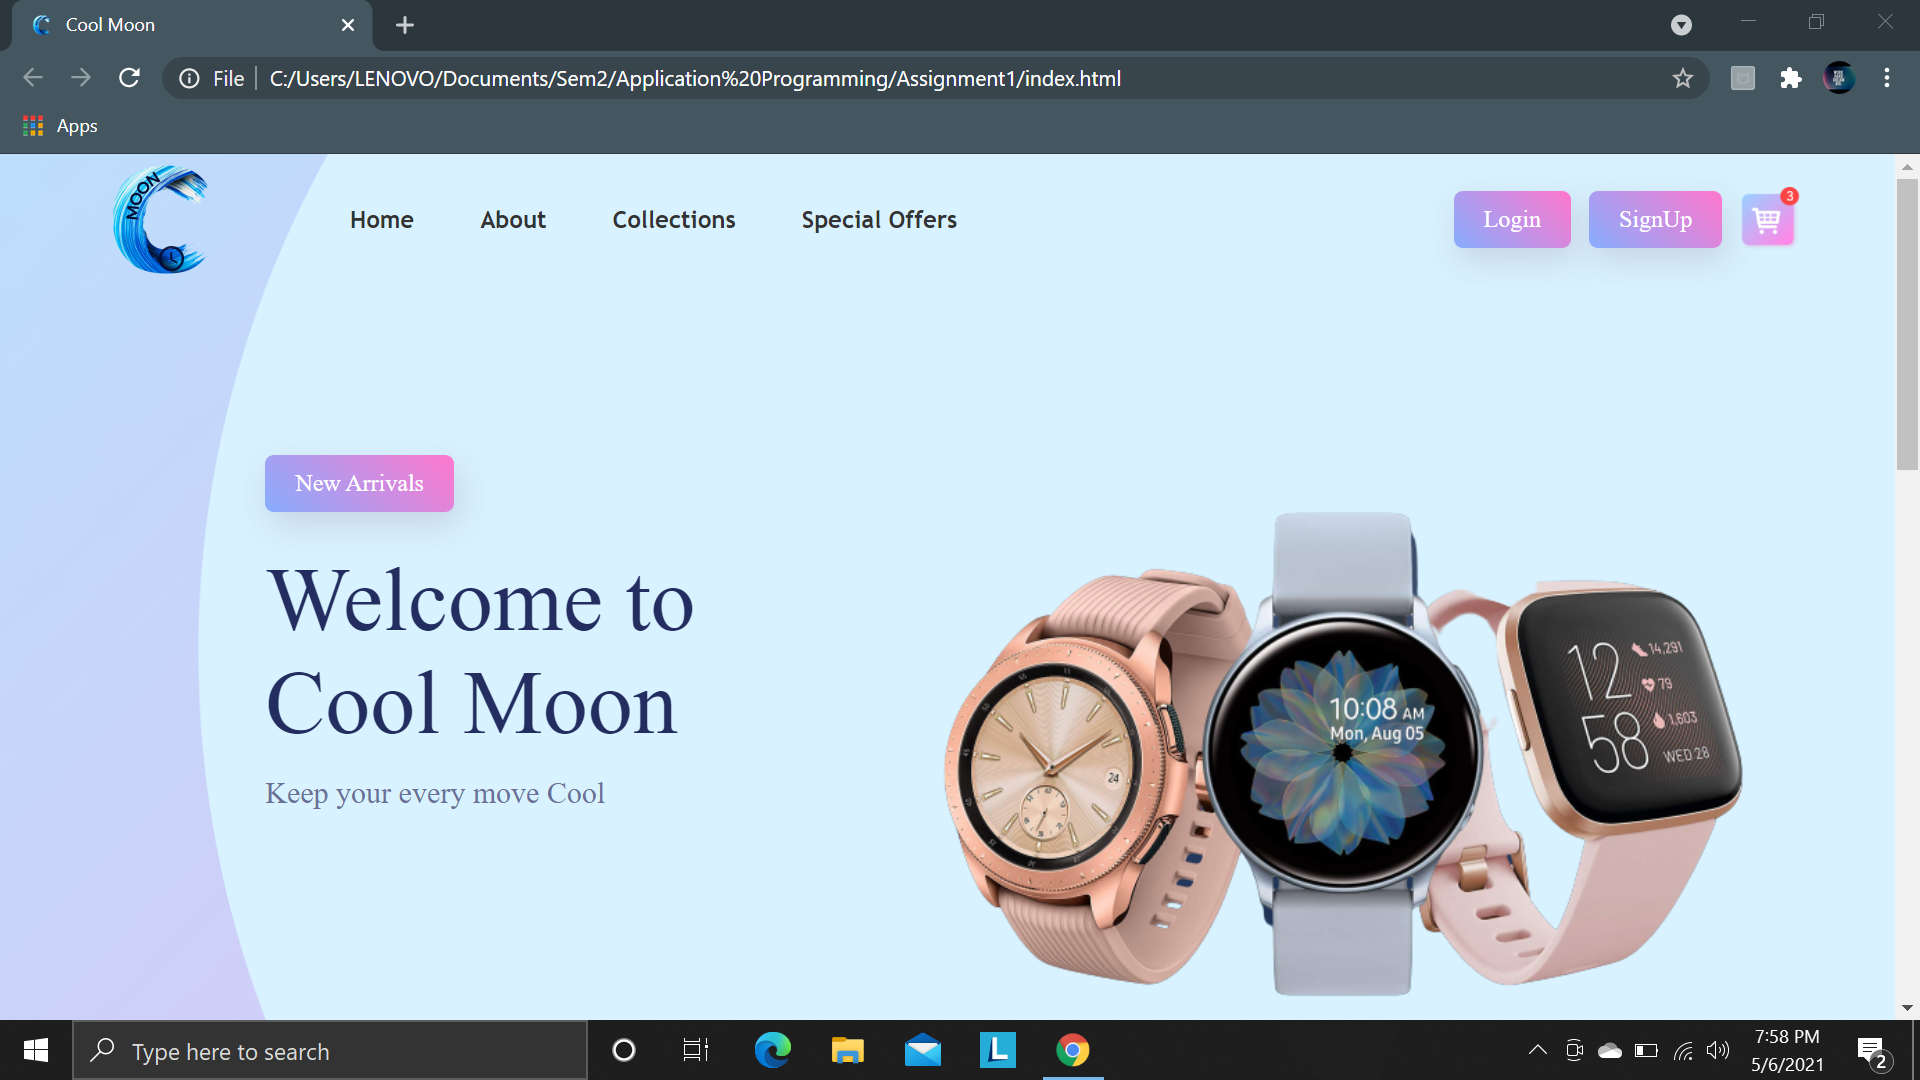 Cool Moon
File
C:/Users/LENOVO/Documents/Sem2/Application%20Programming/Assignment1/index.html
Apps
MOON
Home
About
Collections
Special Offers
Login
SignUp
3
New Arrivals
Welcome to
Cool Moon
Keep your every move Cool
24
10:08 AM
Mon, Aug 05
12
58
14,291
79
1,603
WED 28
Type here to search
L
7:58 PM
5/6/2021
2